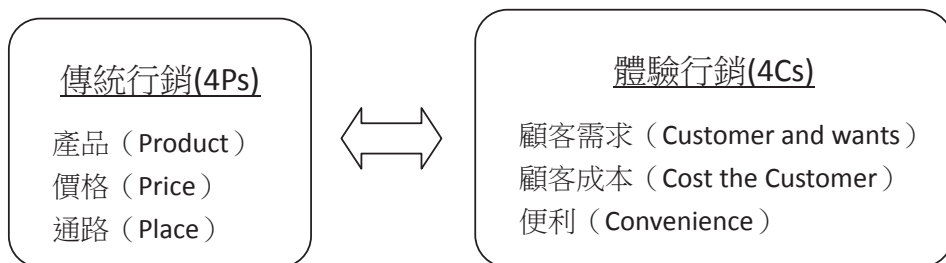 傳統行銷(4Ps)
產品（Product）
價格（Price）
通路（Place）
體驗行銷(4Cs)
顧客需求（Customer and wants）
顧客成本（Cost the Customer）
便利（Convenience）